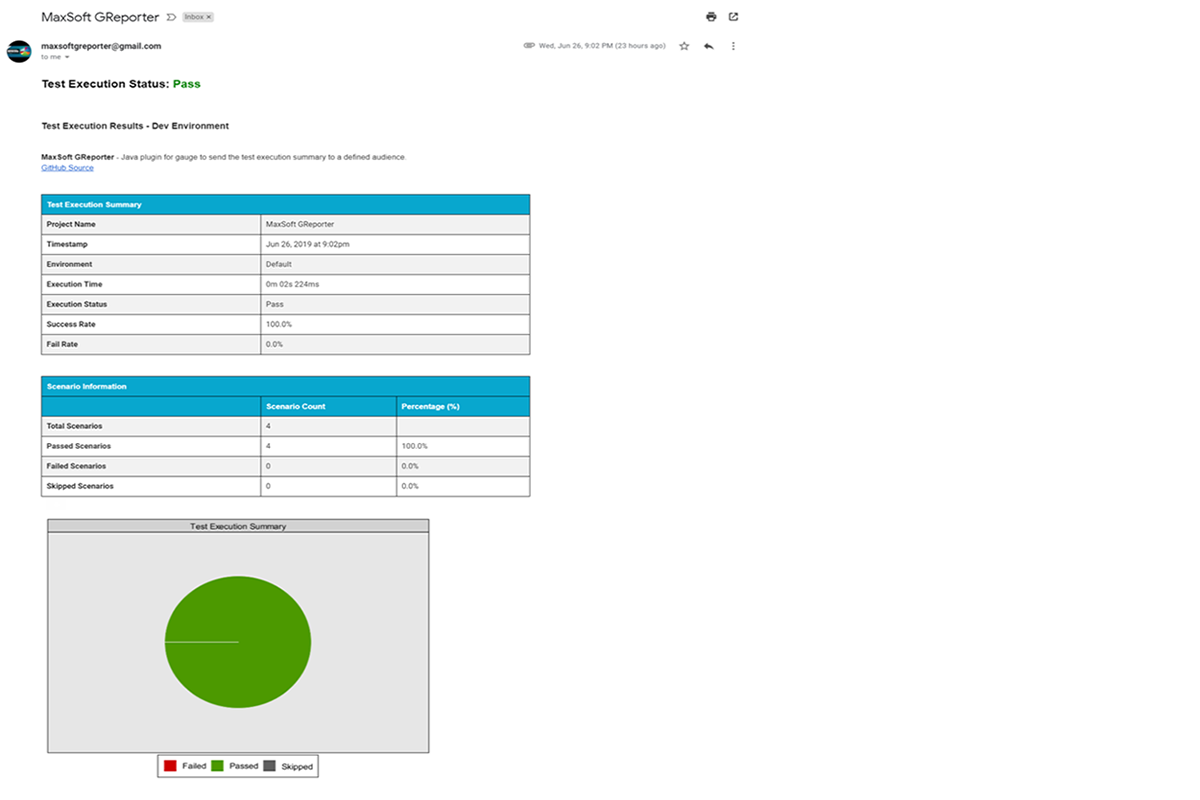 MaxSoft GReporter Inbox ×
maxsoftgreporter@gmail.com Wed, Jun 26, 9:02 PM (23 hours ago)
to me
Test Execution Status: Pass
Test Execution Results - Dev Environment
MaxSoft GReporter - Java plugin for gauge to send the test execution summary to a defined audience.
GitHub Source
Test Execution Summary
Project Name MaxSoft GReporter
Timestamp Jun 26, 2019 at 9:02pm
Environment Default
Execution Time 0m 02s 224ms
Execution Status Pass
Success Rate 100.0%
Fail Rate 0.0%
Scenario Information
Scenario Count Percentage (%)
Total Scenarios 4
Passed Scenarios 4 100.0%
Failed Scenarios 0 0.0%
Skipped Scenarios 0 0.0%
Test Execution Summary
Failed Passed Skipped